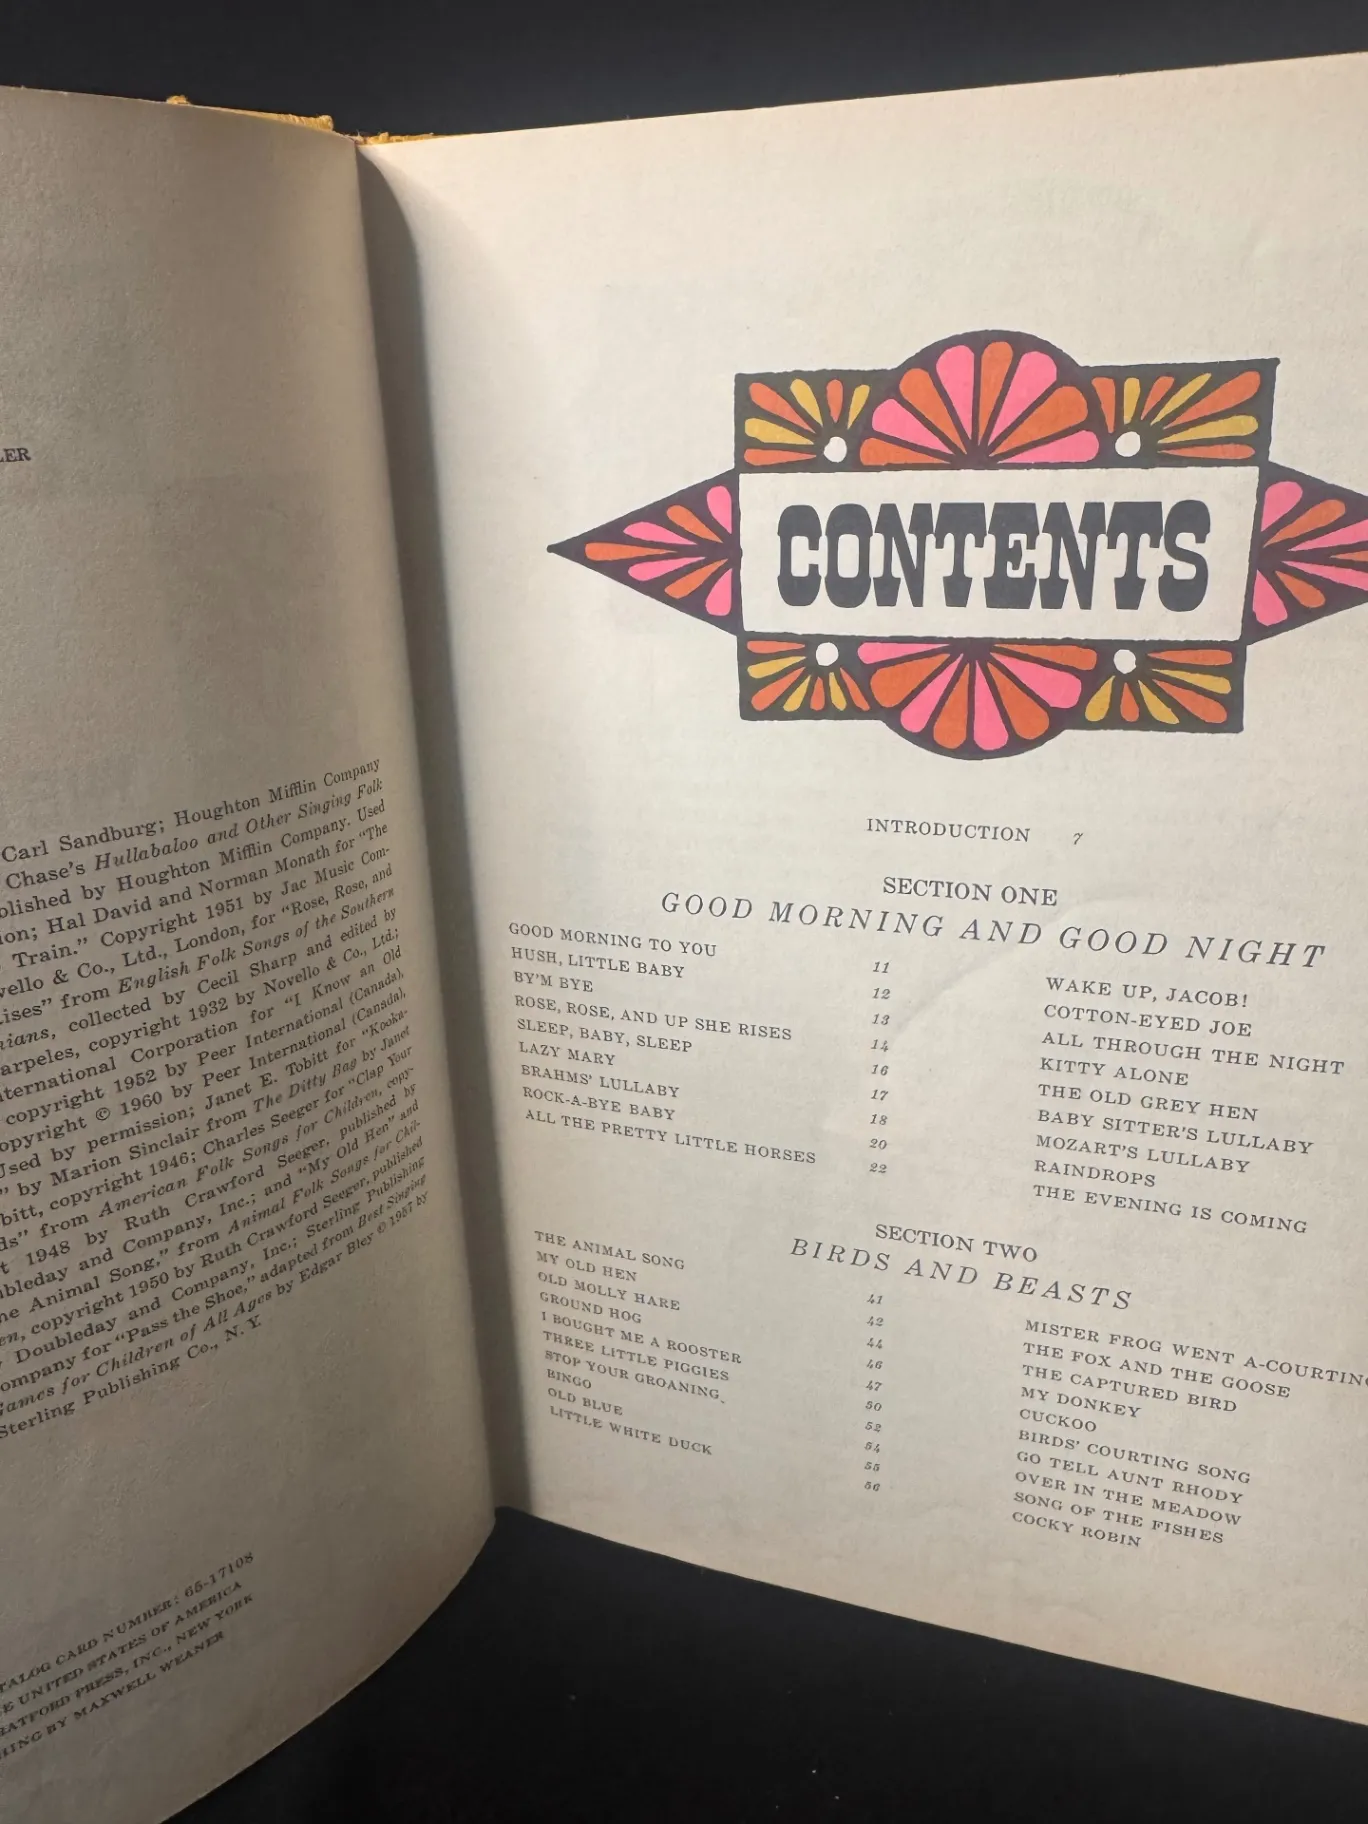 LER
Carl Sandburg; Houghton Mifflin Company
Chase's Hullabaloo and Other Singing Folk
blished by Houghton Mifflin Company. Used
ion; Hal David and Norman Monath for "The
Train." Copyright 1951 by Jac Music Com-
vello & Co., Ltd., London, for "Rose, Rose, and
ises" from English Folk Songs of the Southern
hians, collected by Cecil Sharp and edited by
arpeles, copyright 1932 by Novello & Co., Ltd.;
nternational Corporation for "I Know an Old
copyright 1952 by Peer International (Canada),
opyright © 1960 by Peer International (Canada),
Used by permission; Janet E. Tobitt for "Kooka-
" by Marion Sinclair from The Ditty Bag by Janet
bitt, copyright 1946; Charles Seeger for "Clap Your
ds" from American Folk Songs for Children, copy-
t 1948 by Ruth Crawford Seeger, published by
ubleday and Company, Inc.; and "My Old Hen" and
he Animal Song," from Animal Folk Songs for Chil-
en, copyright 1950 by Ruth Crawford Seeger, published
y Doubleday and Company, Inc.; Sterling Publishing
ompany for "Pass the Shoe," adapted from Best Singing
Games for Children of All Ages by Edgar Bley © 1957 by
Sterling Publishing Co., N. Y.
TALOG CARD NUMBER: 65-17108
E UNITED STATES OF AMERICA
RATFORD PRESS, INC., NEW YORK
HING BY MAXWELL WEANER
CONTENTS
INTRODUCTION 7
SECTION ONE
GOOD MORNING AND GOOD NIGHT
GOOD MORNING TO YOU 11
HUSH, LITTLE BABY 12
BY'M BYE 13
ROSE, ROSE, AND UP SHE RISES 14
SLEEP, BABY, SLEEP 16
LAZY MARY 17
BRAHMS' LULLABY 18
ROCK-A-BYE BABY 20
ALL THE PRETTY LITTLE HORSES 22
WAKE UP, JACOB!
COTTON-EYED JOE
ALL THROUGH THE NIGHT
KITTY ALONE
THE OLD GREY HEN
BABY SITTER'S LULLABY
MOZART'S LULLABY
RAINDROPS
THE EVENING IS COMING
SECTION TWO
BIRDS AND BEASTS
THE ANIMAL SONG 41
MY OLD HEN 42
OLD MOLLY HARE 44
GROUND HOG 46
I BOUGHT ME A ROOSTER 47
THREE LITTLE PIGGIES 50
STOP YOUR GROANING 52
BINGO 54
OLD BLUE 55
LITTLE WHITE DUCK 56
MISTER FROG WENT A-COURTING
THE FOX AND THE GOOSE
THE CAPTURED BIRD
MY DONKEY
CUCKOO
BIRDS' COURTING SONG
GO TELL AUNT RHODY
OVER IN THE MEADOW
SONG OF THE FISHES
COCKY ROBIN